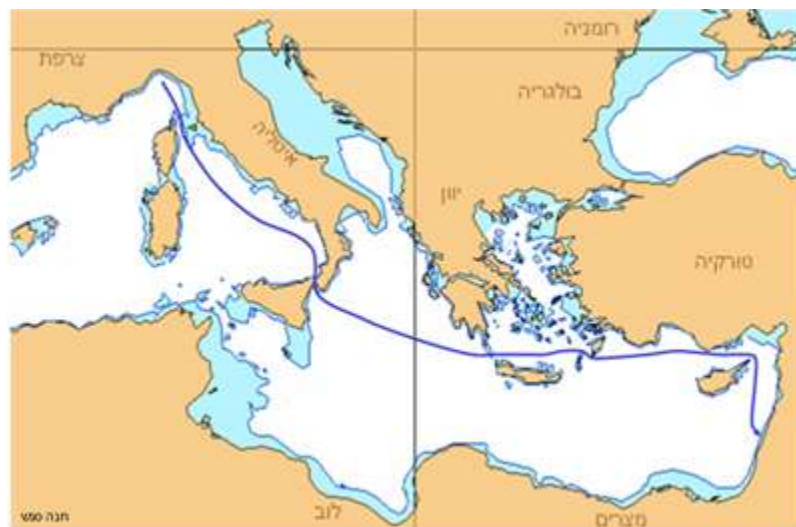 רומניה
צרפת
בולגריה
איטליה
יוון
טורקיה
לוב
מצרים